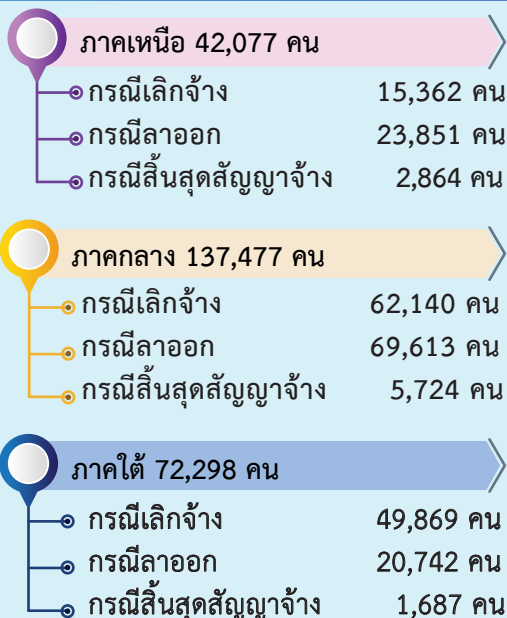 ภาคเหนือ 42,077 คน
กรณีเลิกจ้าง 15,362 คน
กรณีลาออก 23,851 คน
กรณีสิ้นสุดสัญญาจ้าง 2,864 คน
ภาคกลาง 137,477 คน
กรณีเลิกจ้าง 62,140 คน
กรณีลาออก 69,613 คน
กรณีสิ้นสุดสัญญาจ้าง 5,724 คน
ภาคใต้ 72,298 คน
กรณีเลิกจ้าง 49,869 คน
กรณีลาออก 20,742 คน
กรณีสิ้นสุดสัญญาจ้าง 1,687 คน